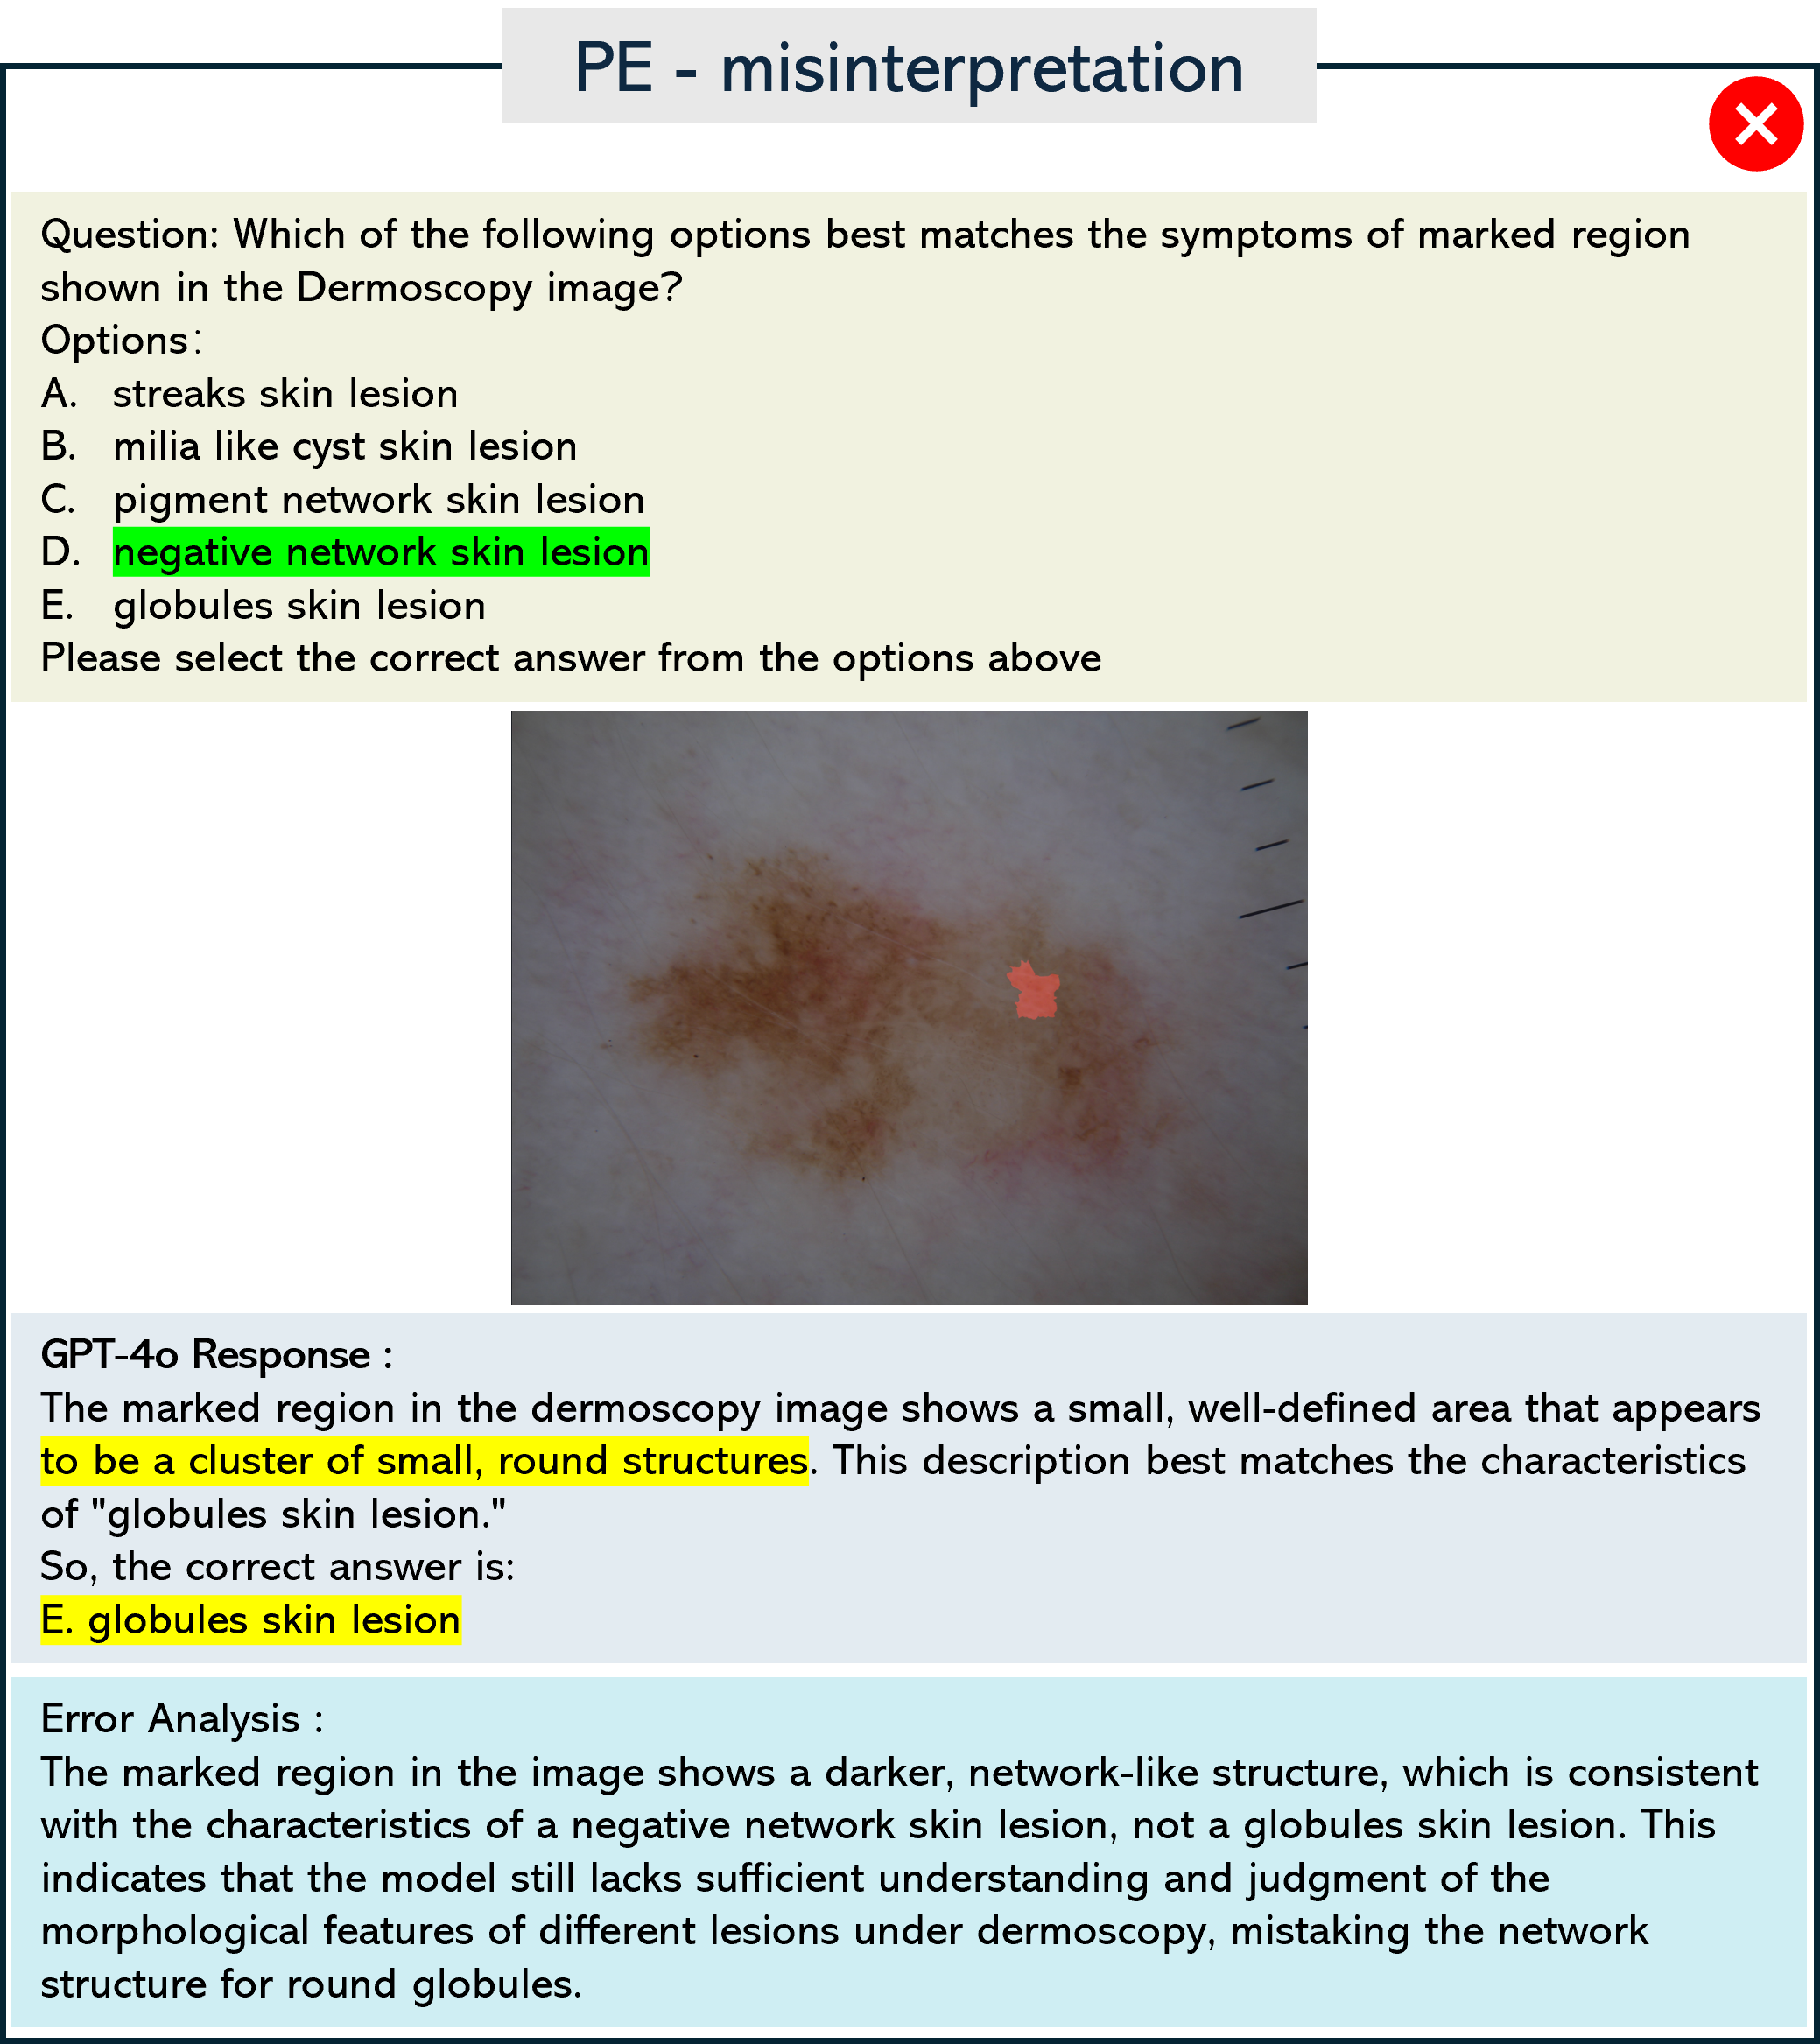 PE - misinterpretation
Question: Which of the following options best matches the symptoms of marked region
shown in the Dermoscopy image?
Options:
A. streaks skin lesion
B. milia like cyst skin lesion
C. pigment network skin lesion
D. negative network skin lesion
E. globules skin lesion
Please select the correct answer from the options above
GPT-4o Response :
The marked region in the dermoscopy image shows a small, well-defined area that appears
to be a cluster of small, round structures. This description best matches the characteristics
of "globules skin lesion."
So, the correct answer is:
E. globules skin lesion
Error Analysis :
The marked region in the image shows a darker, network-like structure, which is consistent
with the characteristics of a negative network skin lesion, not a globules skin lesion. This
indicates that the model still lacks sufficient understanding and judgment of the
morphological features of different lesions under dermoscopy, mistaking the network
structure for round globules.